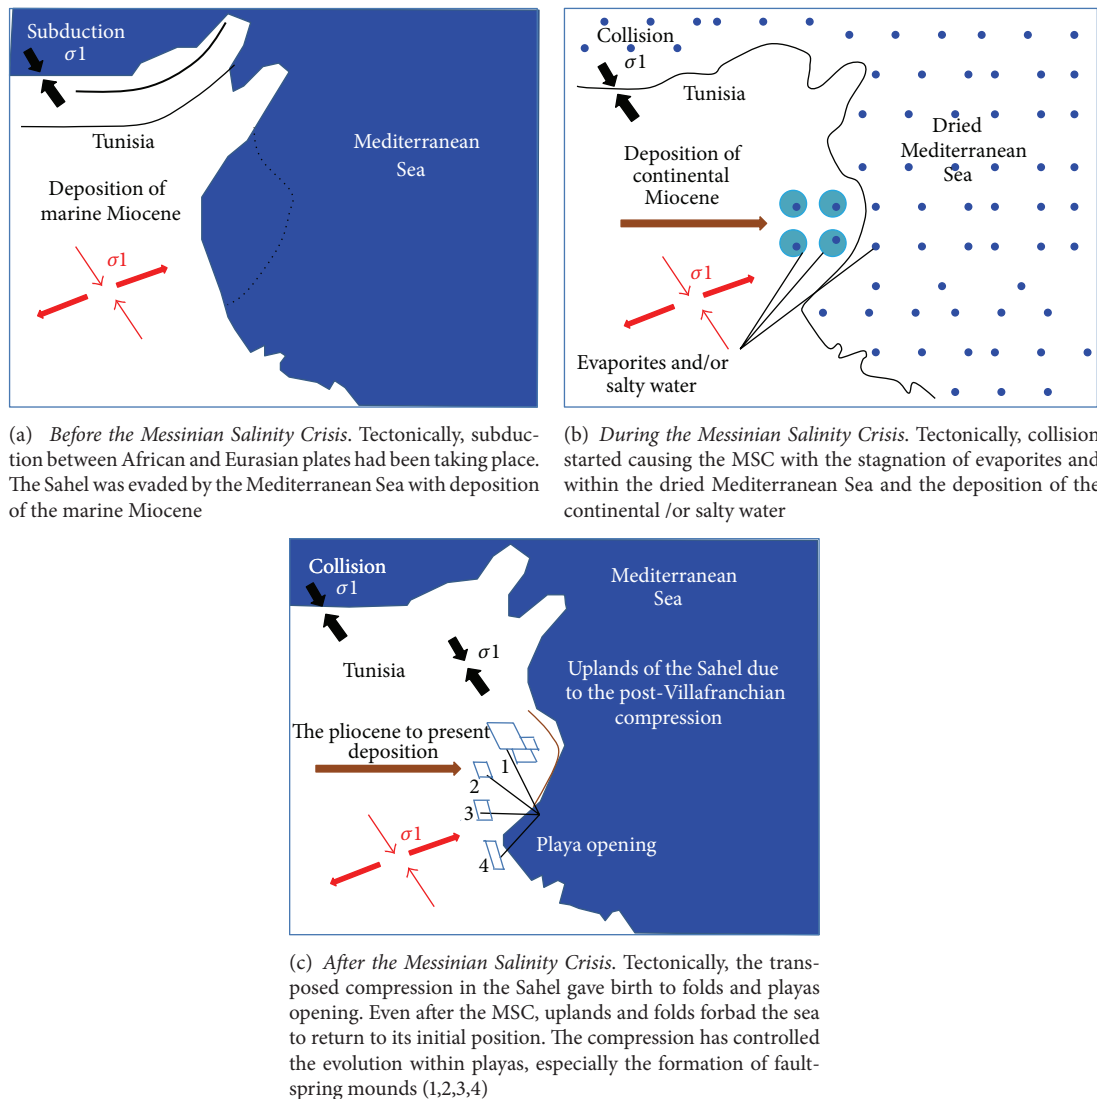 Subduction
σ1
Tunisia
Mediterranean
Sea
Deposition of
marine Miocene
σ1
(a) Before the Messinian Salinity Crisis. Tectonically, subduc-
tion between African and Eurasian plates had been taking place.
The Sahel was evaded by the Mediterranean Sea with deposition
of the marine Miocene
Collision
σ1
Tunisia
Dried
Mediterranean
Sea
Deposition of
continental
Miocene
σ1
Evaporites and/or
salty water
(b) During the Messinian Salinity Crisis. Tectonically, collision
started causing the MSC with the stagnation of evaporites and
within the dried Mediterranean Sea and the deposition of the
continental /or salty water
Collision
σ1
Mediterranean
Sea
Tunisia
σ1
Uplands of the Sahel due
to the post-Villafranchian
compression
The pliocene to present
deposition
1
2
3
4
σ1
Playa opening
(c) After the Messinian Salinity Crisis. Tectonically, the trans-
posed compression in the Sahel gave birth to folds and playas
opening. Even after the MSC, uplands and folds forbad the sea
to return to its initial position. The compression has controlled
the evolution within playas, especially the formation of fault-
spring mounds (1,2,3,4)